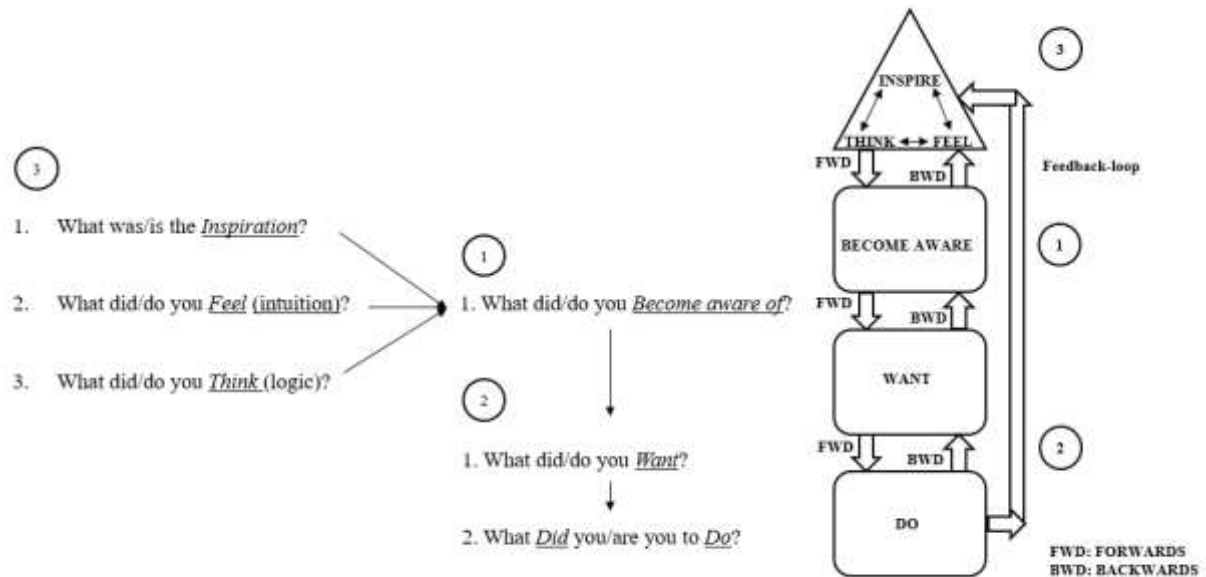 3
1. What was/is the Inspiration?
2. What did/do you Feel (intuition)?
3. What did/do you Think (logic)?
1
1. What did/do you Become aware of?
2
1. What did/do you Want?
2. What Did you/are you to Do?
INSPIRE
THINK FEEL
FWD BWD
BECOME AWARE
FWD BWD
WANT
FWD BWD
DO
3
Feedback-loop
1
2
FWD: FORWARDS
BWD: BACKWARDS